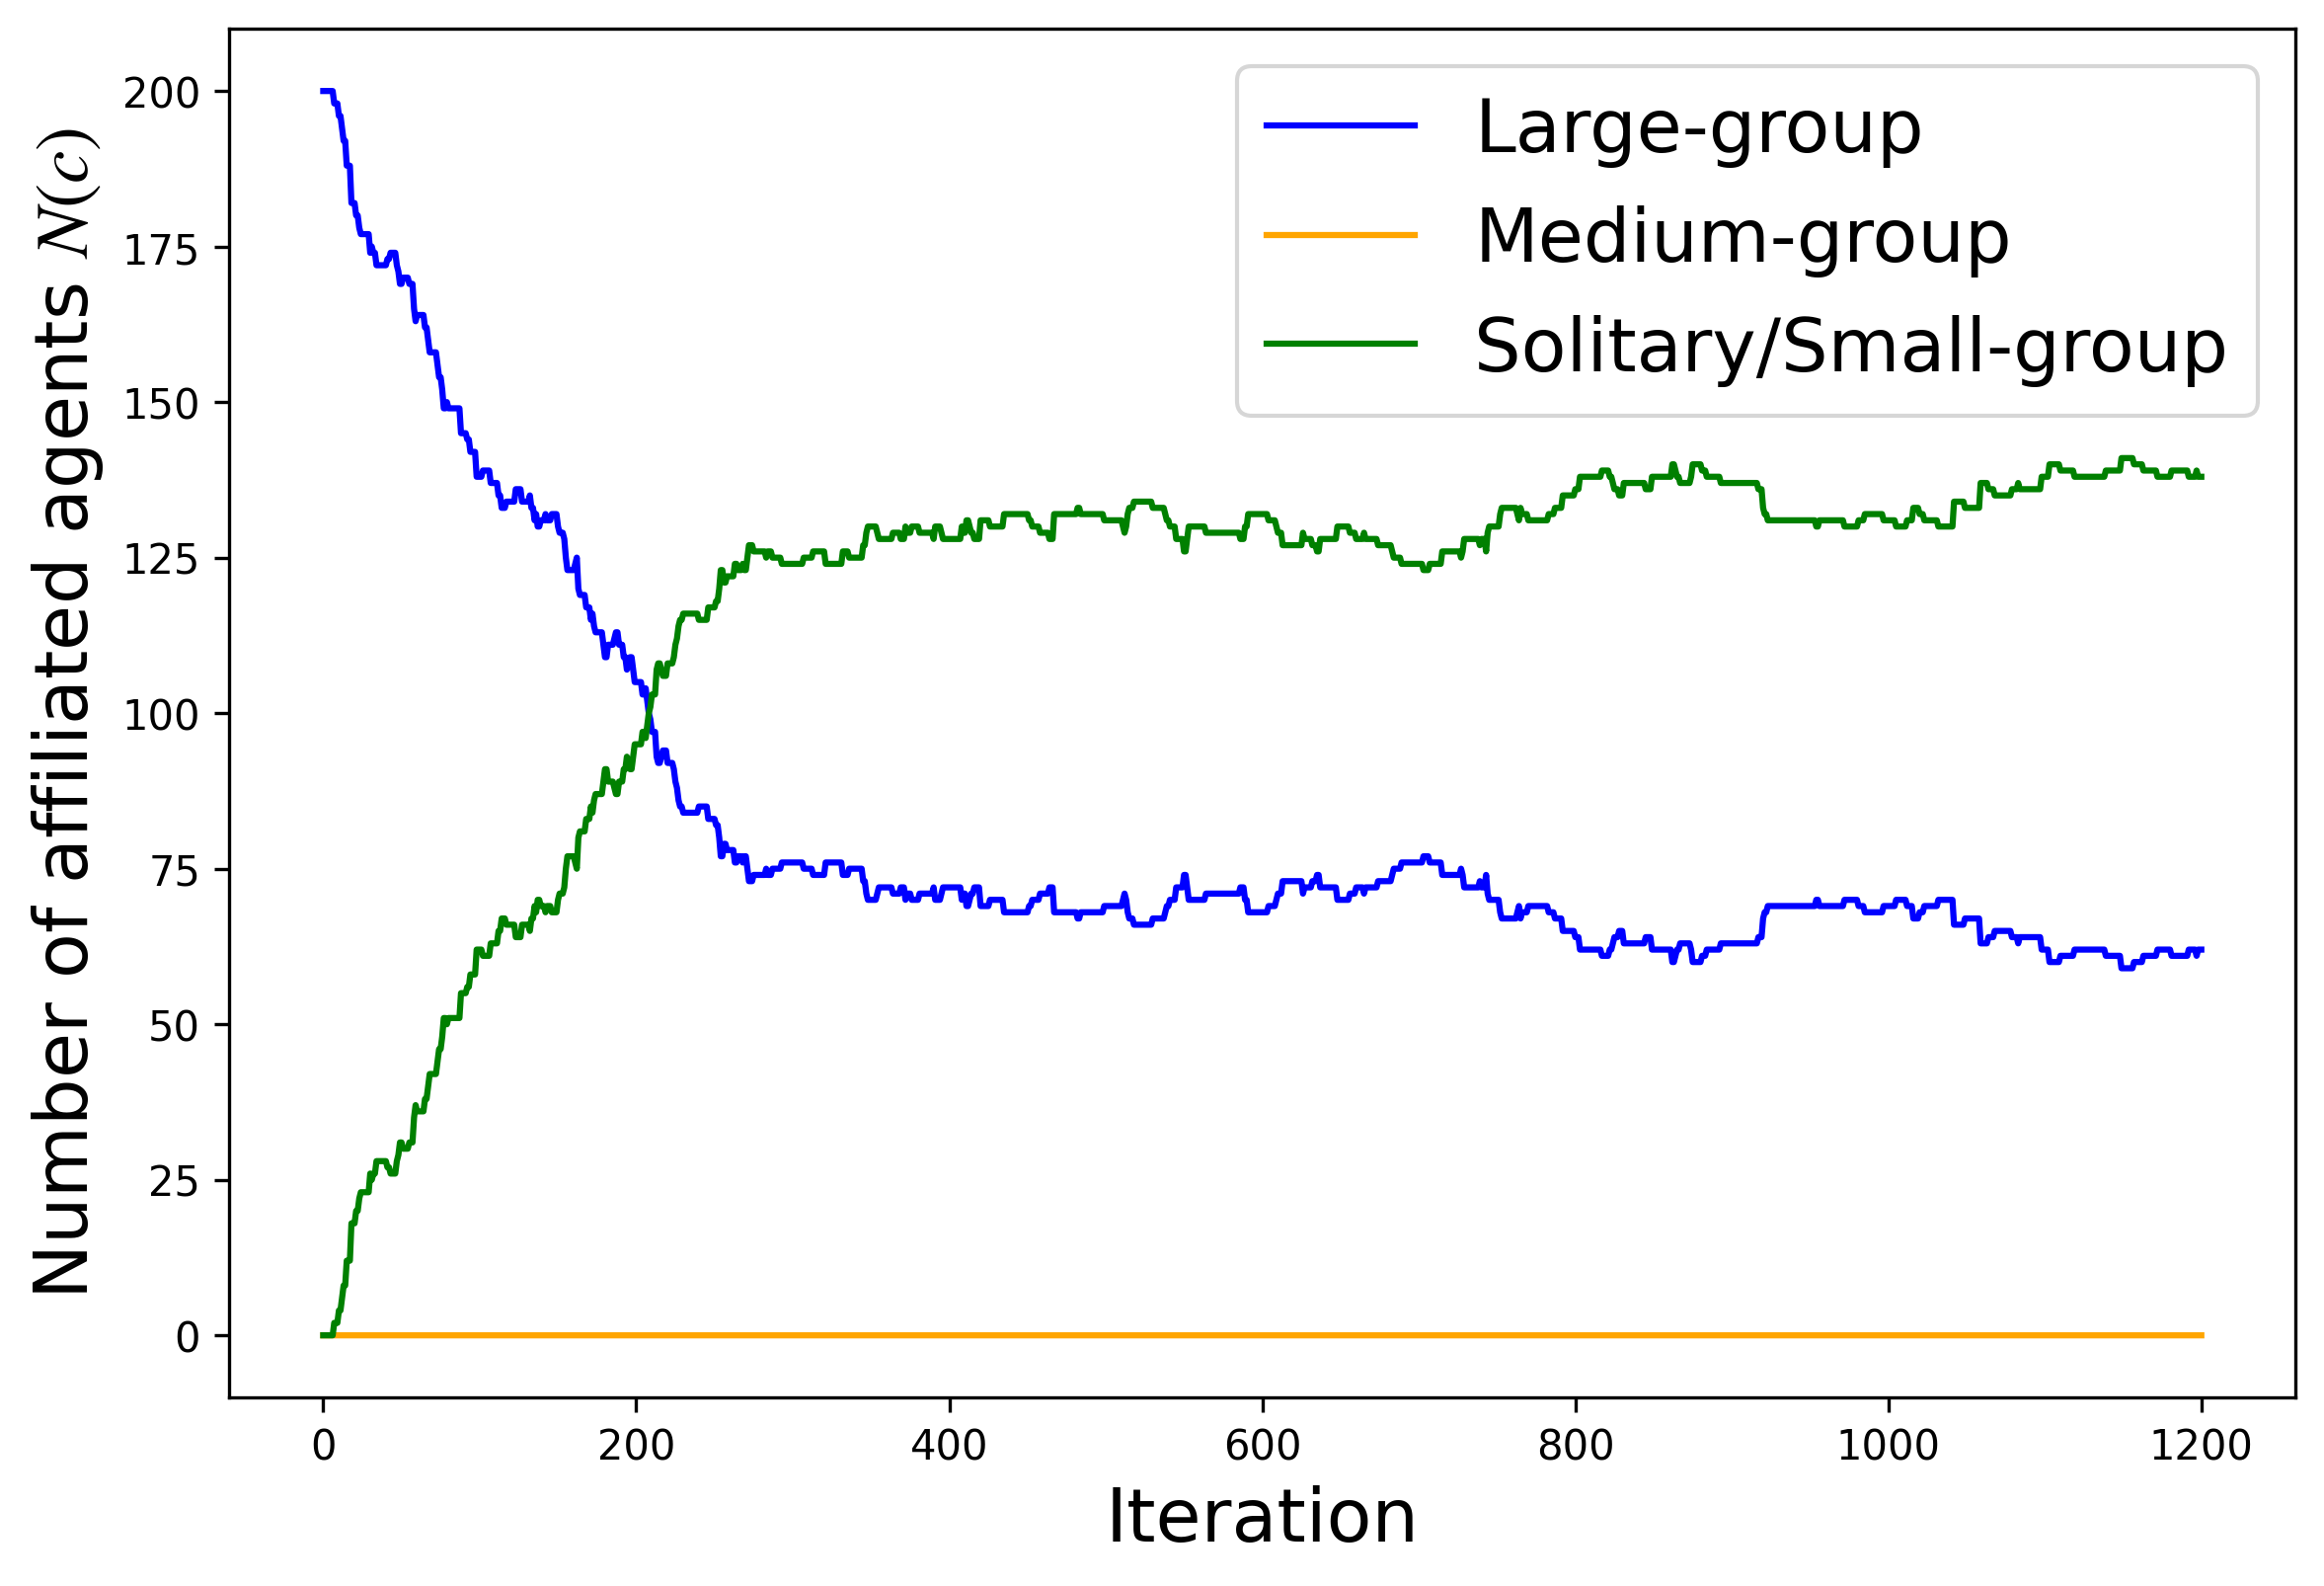 Number of affiliated agents N(c)
200
175
150
125
100
75
50
25
0
Large-group
Medium-group
Solitary/Small-group
0 200 400 600 800 1000 1200
Iteration